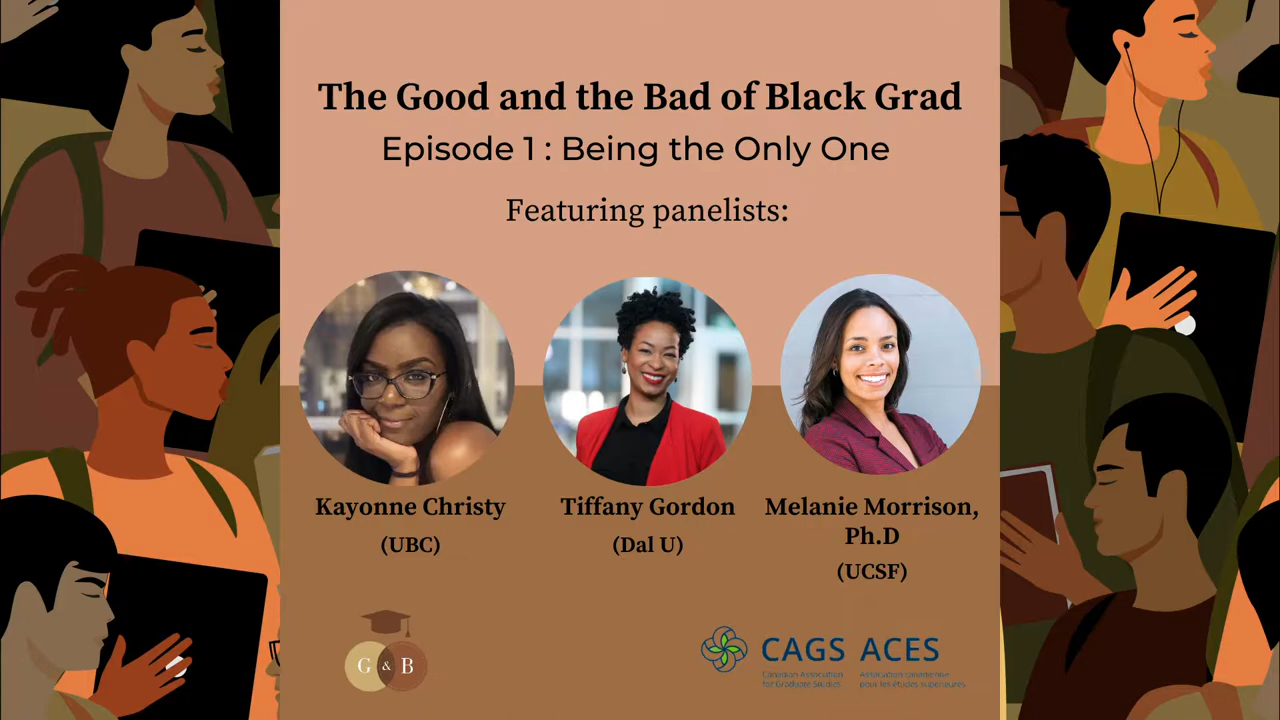 The Good and the Bad of Black Grad
Episode 1 : Being the Only One
Featuring panelists:
Kayonne Christy
(UBC)
Tiffany Gordon
(Dal U)
Melanie Morrison,
Ph.D
(UCSF)
G & B
CAGS ACES
Canadian Association
for Graduate Studies
Association canadienne
pour les études supérieures